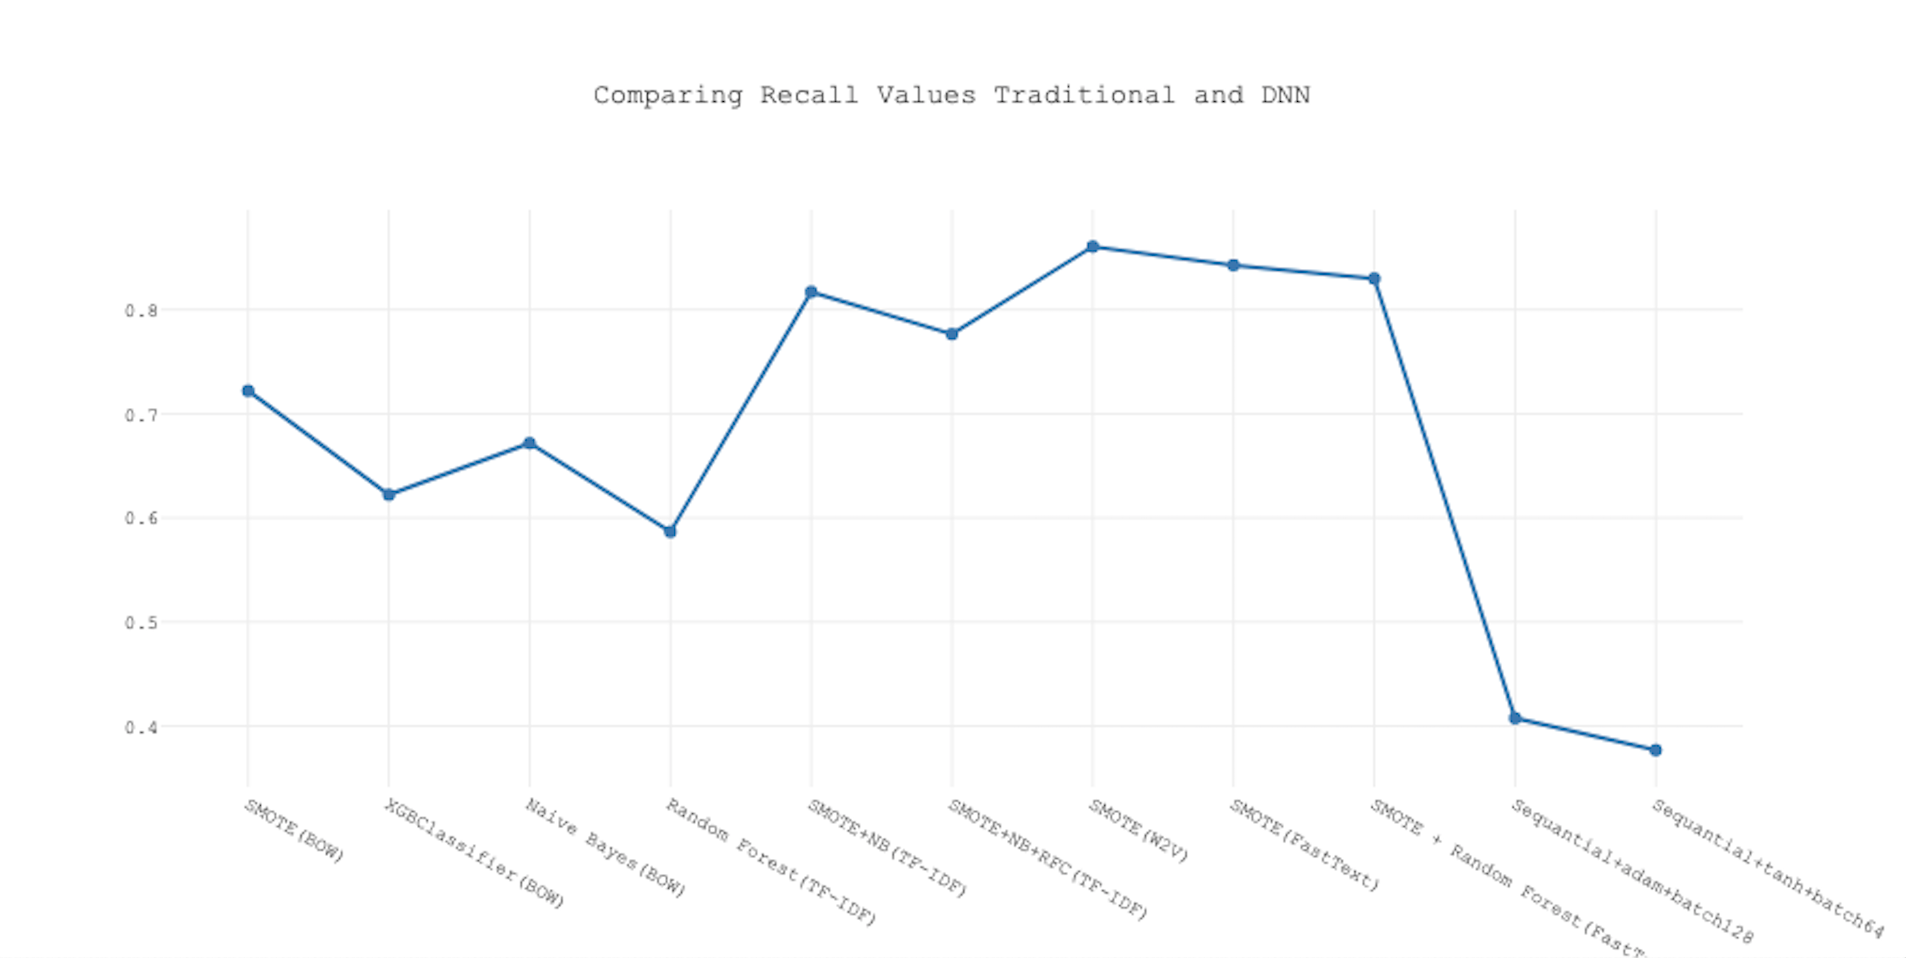 Comparing Recall Values Traditional and DNN
0.8
0.7
0.6
0.5
0.4
SMOTE(BOW)
XGBClassifier(BOW)
Naive Bayes(BOW)
Random Forest(TF-IDF)
SMOTE+NB(TF-IDF)
SMOTE+NB+RFC(TF-IDF)
SMOTE(W2V)
SMOTE(FastText)
SMOTE + Random Forest(FastT
Sequantial+adam+batch128
Sequantial+tanh+batch64